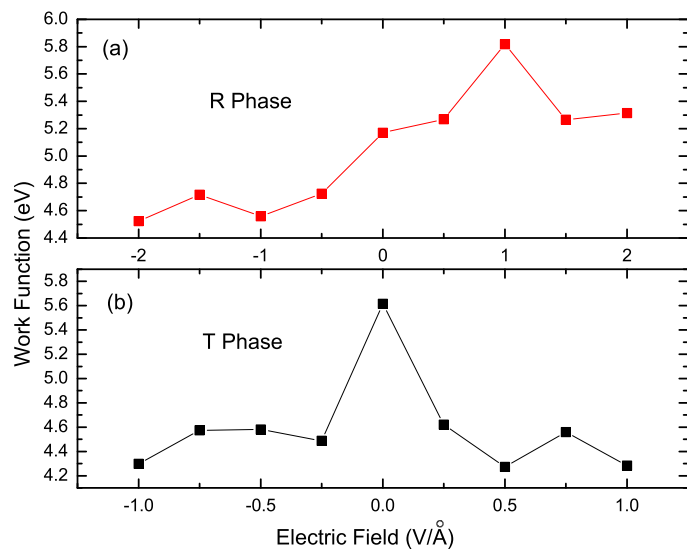 6.0
(a)
5.8
5.6
R Phase
5.4
5.2
5.0
4.8
4.6
4.4
-2 -1 0 1 2
Work Function (eV)
5.8
(b)
5.6
5.4
T Phase
5.2
5.0
4.8
4.6
4.4
4.2
-1.0 -0.5 0.0 0.5 1.0
Electric Field (V/Å)